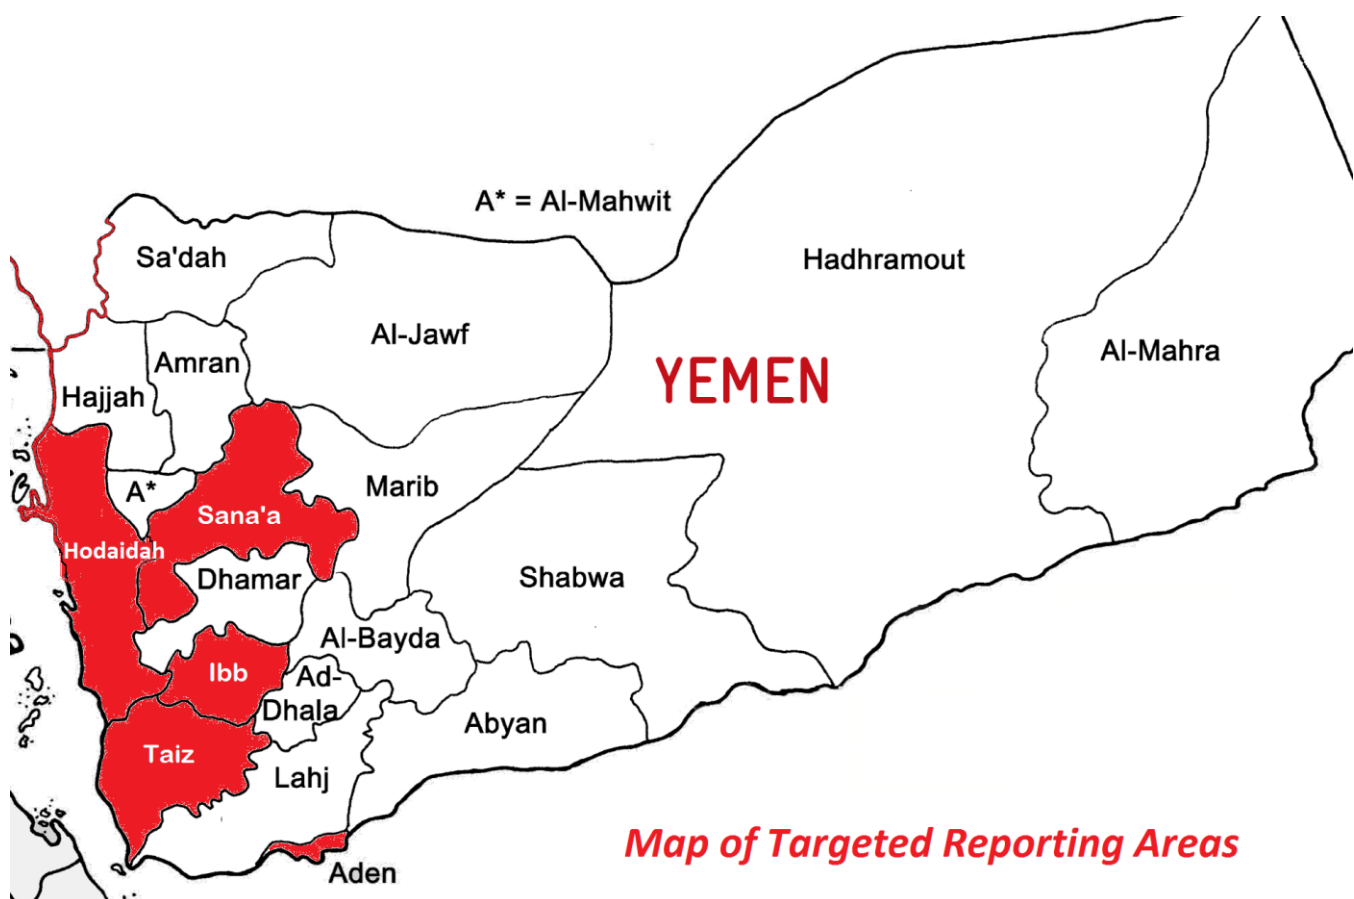 A* = Al-Mahwit
Sa'dah
Hadhramout
Al-Jawf
Al-Mahra
Amran
YEMEN
Hajjah
Marib
A*
Sana'a
Hodaidah
Dhamar
Shabwa
Al-Bayda
Ibb
Ad-
Dhala
Abyan
Taiz
Lahj
Map of Targeted Reporting Areas
Aden